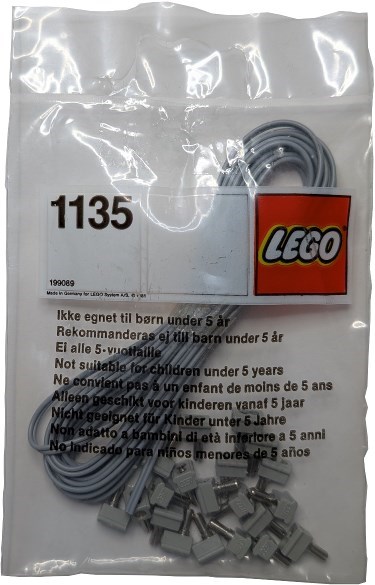 1135
LEGO
199089
Made in Germany for LEGO System A/S, ©
Ikke egnet til børn under 5 år
Rekommanderas ej till barn under 5 år
Ei alle 5-vuotiaille
Not suitable for children under 5 years
Ne convient pas à un enfant de moins de 5 ans
Alleen geschikt voor kinderen vanaf 5 jaar
Nicht geeignet für Kinder unter 5 Jahre
Non adatto a bambini di età inferiore a 5 anni
No indicado para niños menores de 5 años